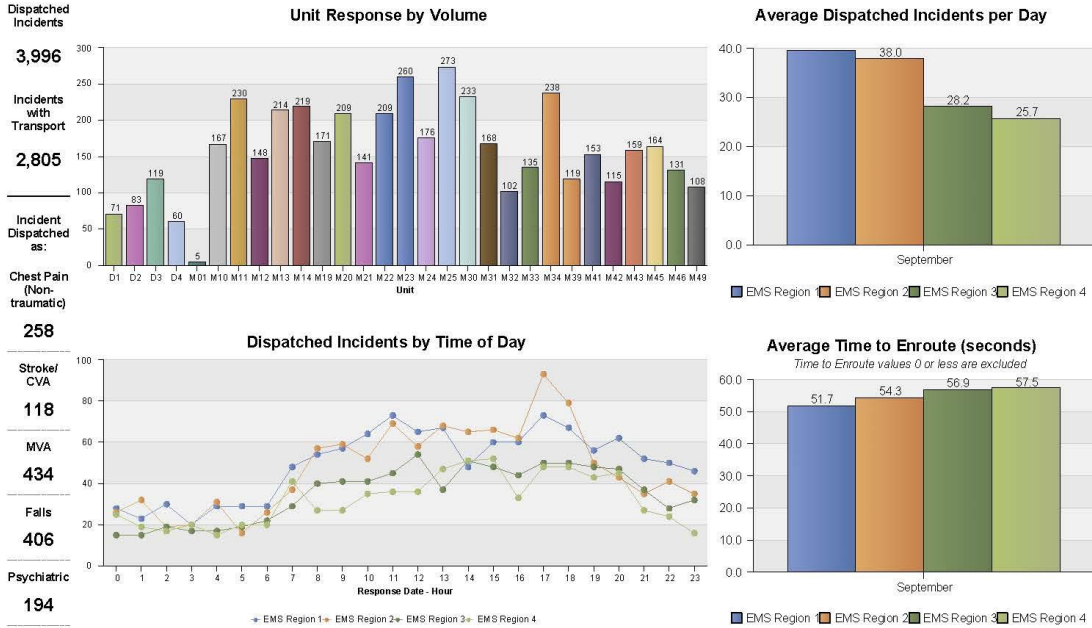 Dispatched
Incidents
3,996
Incidents
with
Transport
2,805
Incident
Dispatched
as:
Chest Pain
(Non-
traumatic)
258
Stroke/
CVA
118
MVA
434
Falls
406
Psychiatric
194
Unit Response by Volume
300
250
200
150
100
50
0
71 83 119 60 5 167 230 148 214 219 171 209 141 209 260 176 273 233 168 102 135 238 119 153 115 159 164 131 108
D1 D2 D3 D4 M01 M10 M11 M12 M13 M14 M19 M20 M21 M22 M23 M24 M25 M30 M31 M32 M33 M34 M39 M41 M42 M43 M45 M46 M49
Unit
Average Dispatched Incidents per Day
40.0
30.0
20.0
10.0
0.0
38.0
28.2
25.7
September
EMS Region 1 EMS Region 2 EMS Region 3 EMS Region 4
Dispatched Incidents by Time of Day
100
80
60
40
20
0
0 1 2 3 4 5 6 7 8 9 10 11 12 13 14 15 16 17 18 19 20 21 22 23
Response Date - Hour
EMS Region 1 EMS Region 2 EMS Region 3 EMS Region 4
Average Time to Enroute (seconds)
Time to Enroute values 0 or less are excluded
60.0
50.0
40.0
30.0
20.0
10.0
0.0
51.7
54.3
56.9
57.5
September
EMS Region 1 EMS Region 2 EMS Region 3 EMS Region 4